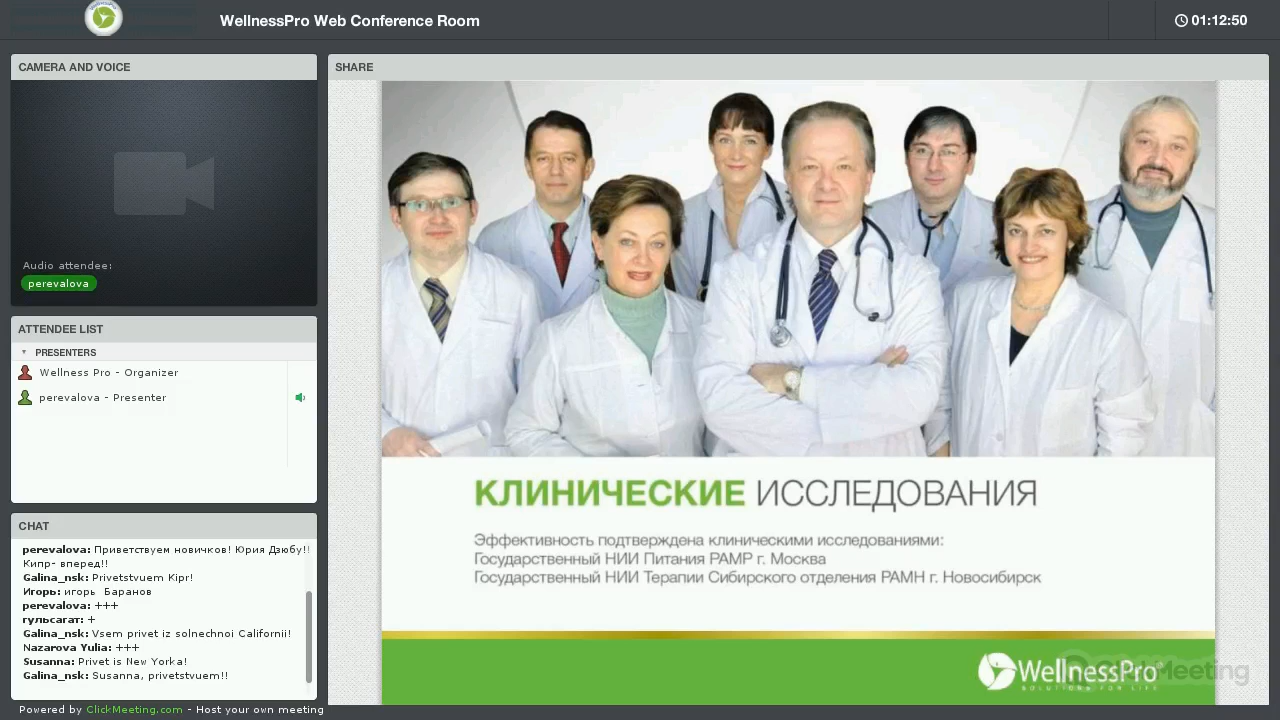 WellnessPro Web Conference Room
01:12:50
CAMERA AND VOICE
Audio attendee:
perevalova
ATTENDEE LIST
PRESENTERS
Wellness Pro - Organizer
perevalova - Presenter
CHAT
perevalova: Приветствуем новичков! Юрия Дзюбу!!
Кипр- вперед!!
Galina_nsk: Privetstvuem Kipr!
Игорь: игорь Баранов
perevalova: +++
гульсагат: +
Galina_nsk: Vsem privet iz solnechnoi Californii!
Nazarova Yulia: +++
Susanna: Privet is New Yorka!
Galina_nsk: Susanna, privetstvuem!!
Powered by ClickMeeting.com - Host your own meeting
SHARE
КЛИНИЧЕСКИЕ ИССЛЕДОВАНИЯ
Эффективность подтверждена клиническими исследованиями:
Государственный НИИ Питания РАМР г. Москва
Государственный НИИ Терапии Сибирского отделения РАМН г. Новосибирск
WellnessPro
SOLUTIONS FOR LIFE
Meeting